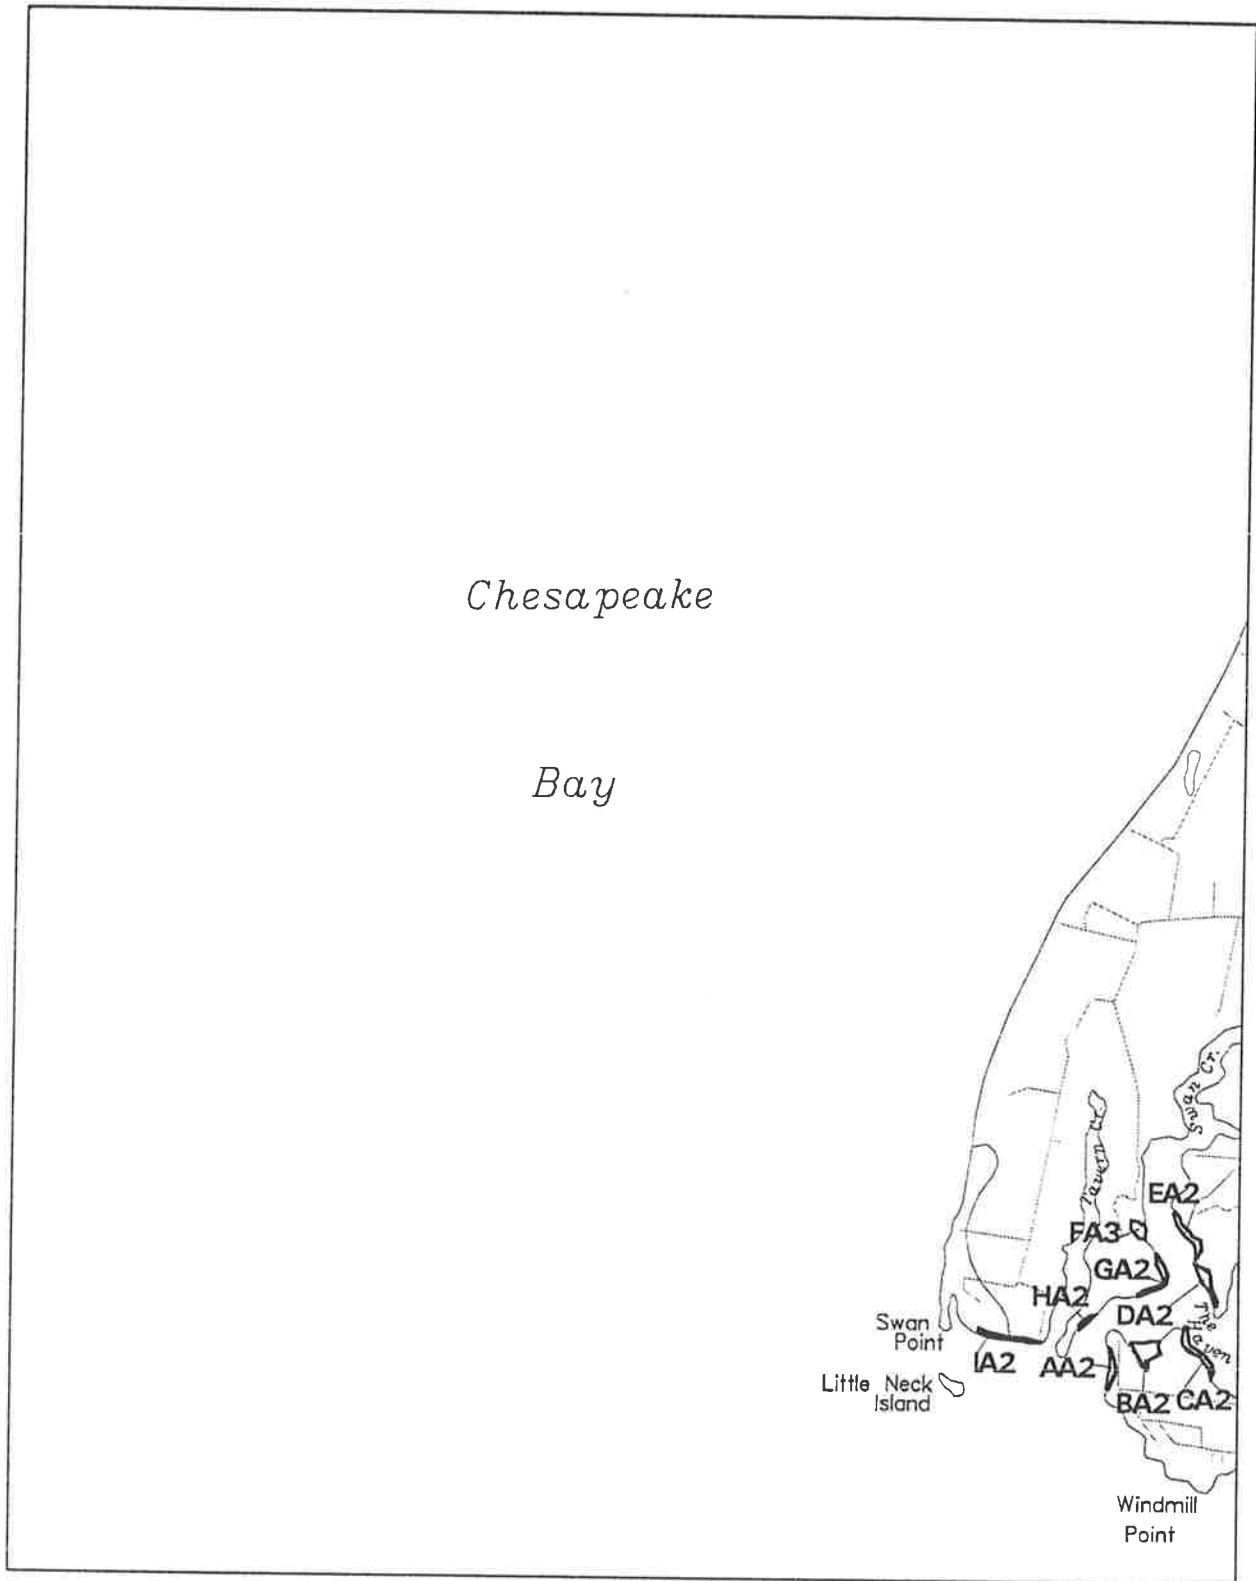 Chesapeake
Bay
Swan Cr.
Tavern Cr.
EA2
FA3
GA2
HA2
DA2
The
Haven
Swan
Point
IA2
AA2
Little Neck
Island
BA2
CA2
Windmill
Point